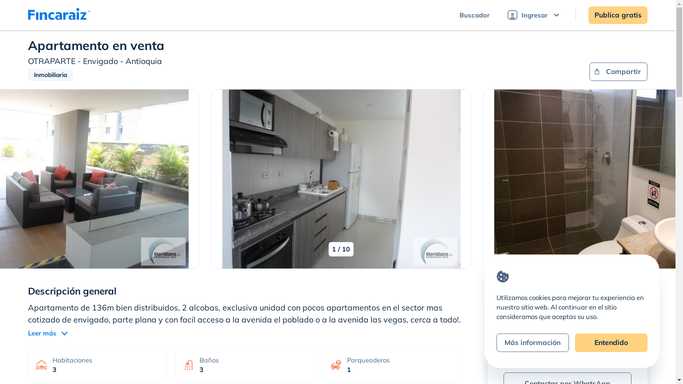 Fincaraiz
Buscador
Ingresar
Publica gratis
Apartamento en venta
OTRAPARTE - Envigado - Antioquia
Inmobiliaria
Compartir
1 / 10
Descripción general
Apartamento de 136m bien distribuidos, 2 alcobas, exclusiva unidad con pocos apartamentos en el sector mas
cotizado de envigado, parte plana y con facil acceso a la avenida el poblado o a la avenida las vegas, cerca a todo!.
Leer más
Habitaciones
3
Baños
3
Parqueaderos
1
Utilizamos cookies para mejorar tu experiencia en
nuestro sitio web. Al continuar en el sitio
consideramos que aceptas su uso.
Más información
Entendido
Contactar por WhatsApp